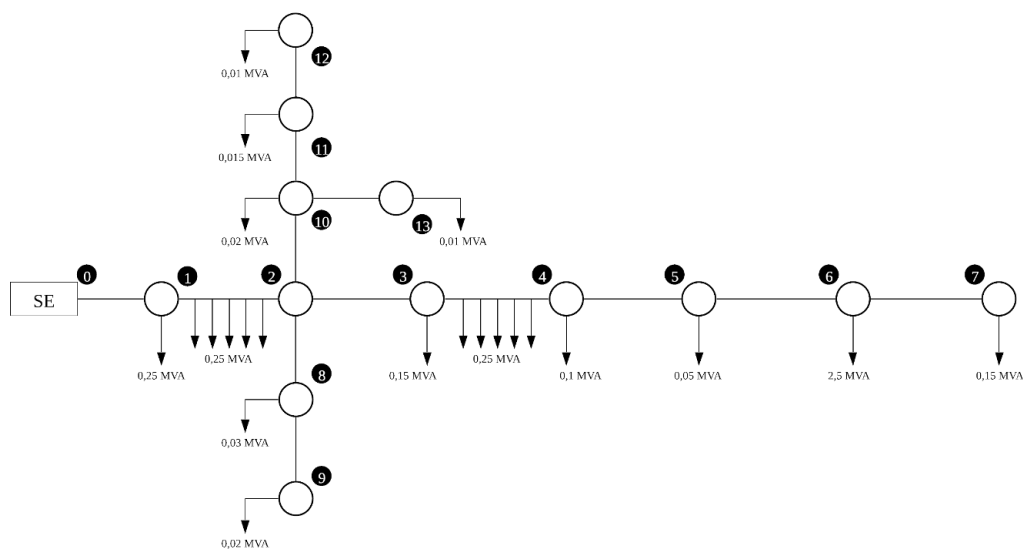 12
0,01 MVA
11
0,015 MVA
10
13
0,02 MVA
0,01 MVA
0
1
2
3
4
5
6
7
SE
0,25 MVA
0,25 MVA
0,25 MVA
0,15 MVA
0,1 MVA
0,05 MVA
2,5 MVA
0,15 MVA
8
0,03 MVA
9
0,02 MVA